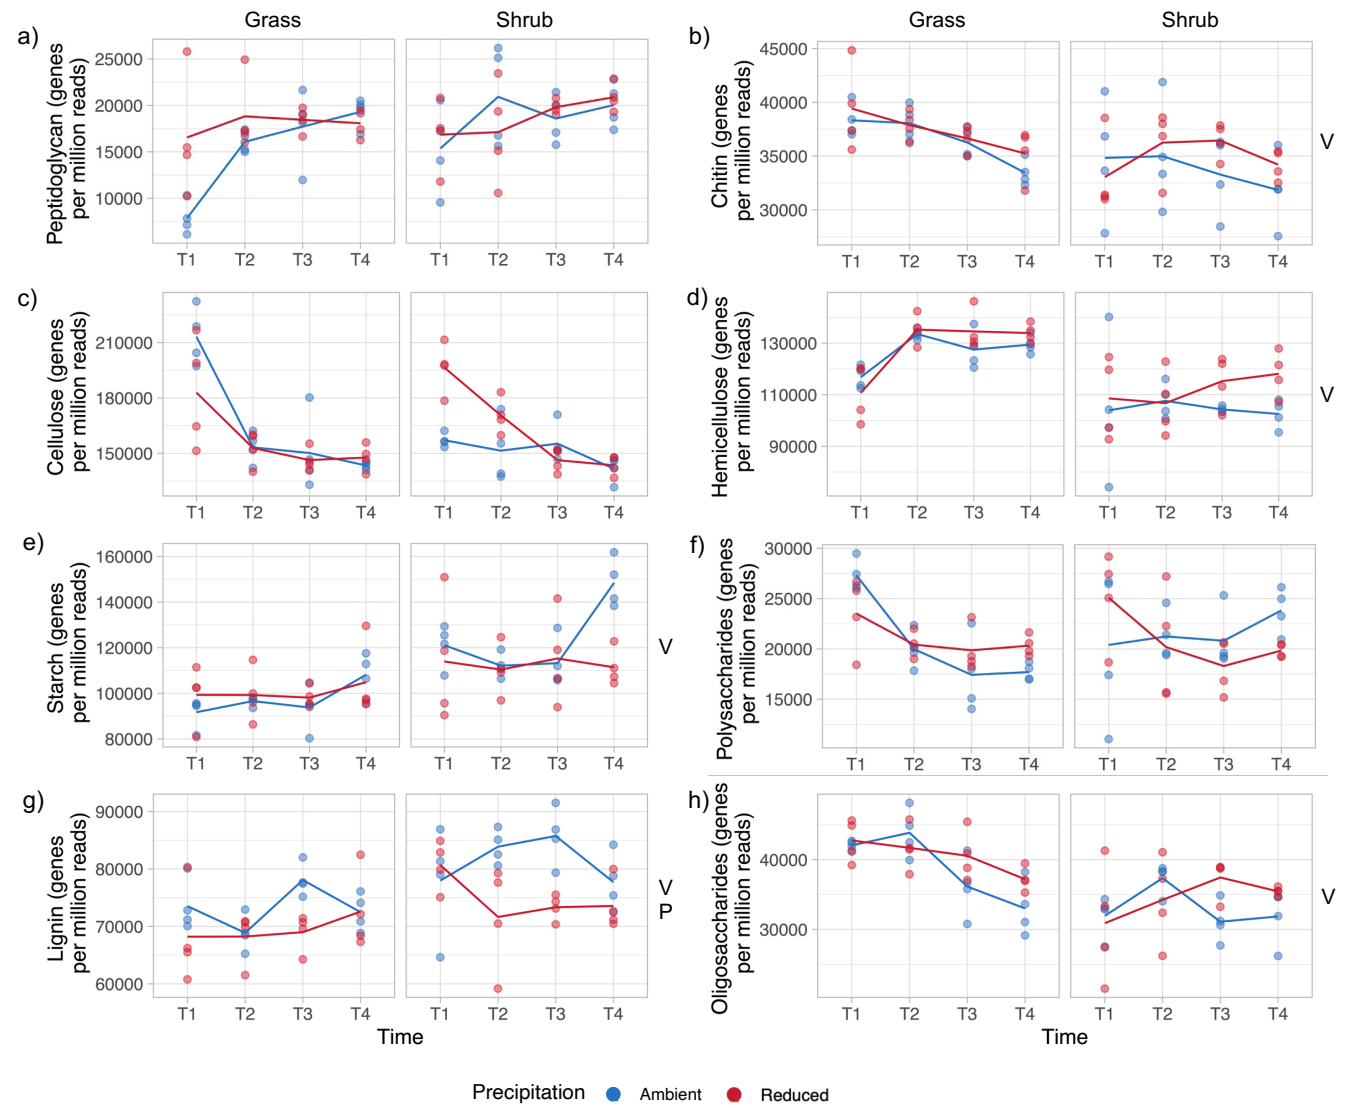 Grass Shrub Grass Shrub
a) b)
Peptidoglycan (genes
per million reads)
25000
20000
15000
10000
T1 T2 T3 T4 T1 T2 T3 T4
Chitin (genes
per million reads)
45000
40000
35000
30000
T1 T2 T3 T4 T1 T2 T3 T4
V
c) d)
Cellulose (genes
per million reads)
210000
180000
150000
T1 T2 T3 T4 T1 T2 T3 T4
Hemicellulose (genes
per million reads)
130000
110000
90000
T1 T2 T3 T4 T1 T2 T3 T4
V
e) f)
Starch (genes
per million reads)
160000
140000
120000
100000
80000
T1 T2 T3 T4 T1 T2 T3 T4
V
Polysaccharides (genes
per million reads)
30000
25000
20000
15000
T1 T2 T3 T4 T1 T2 T3 T4
g) h)
Lignin (genes
per million reads)
90000
80000
70000
60000
T1 T2 T3 T4 T1 T2 T3 T4
V
P
Time
Oligosaccharides (genes
per million reads)
40000
30000
T1 T2 T3 T4 T1 T2 T3 T4
V
Time
Precipitation Ambient Reduced